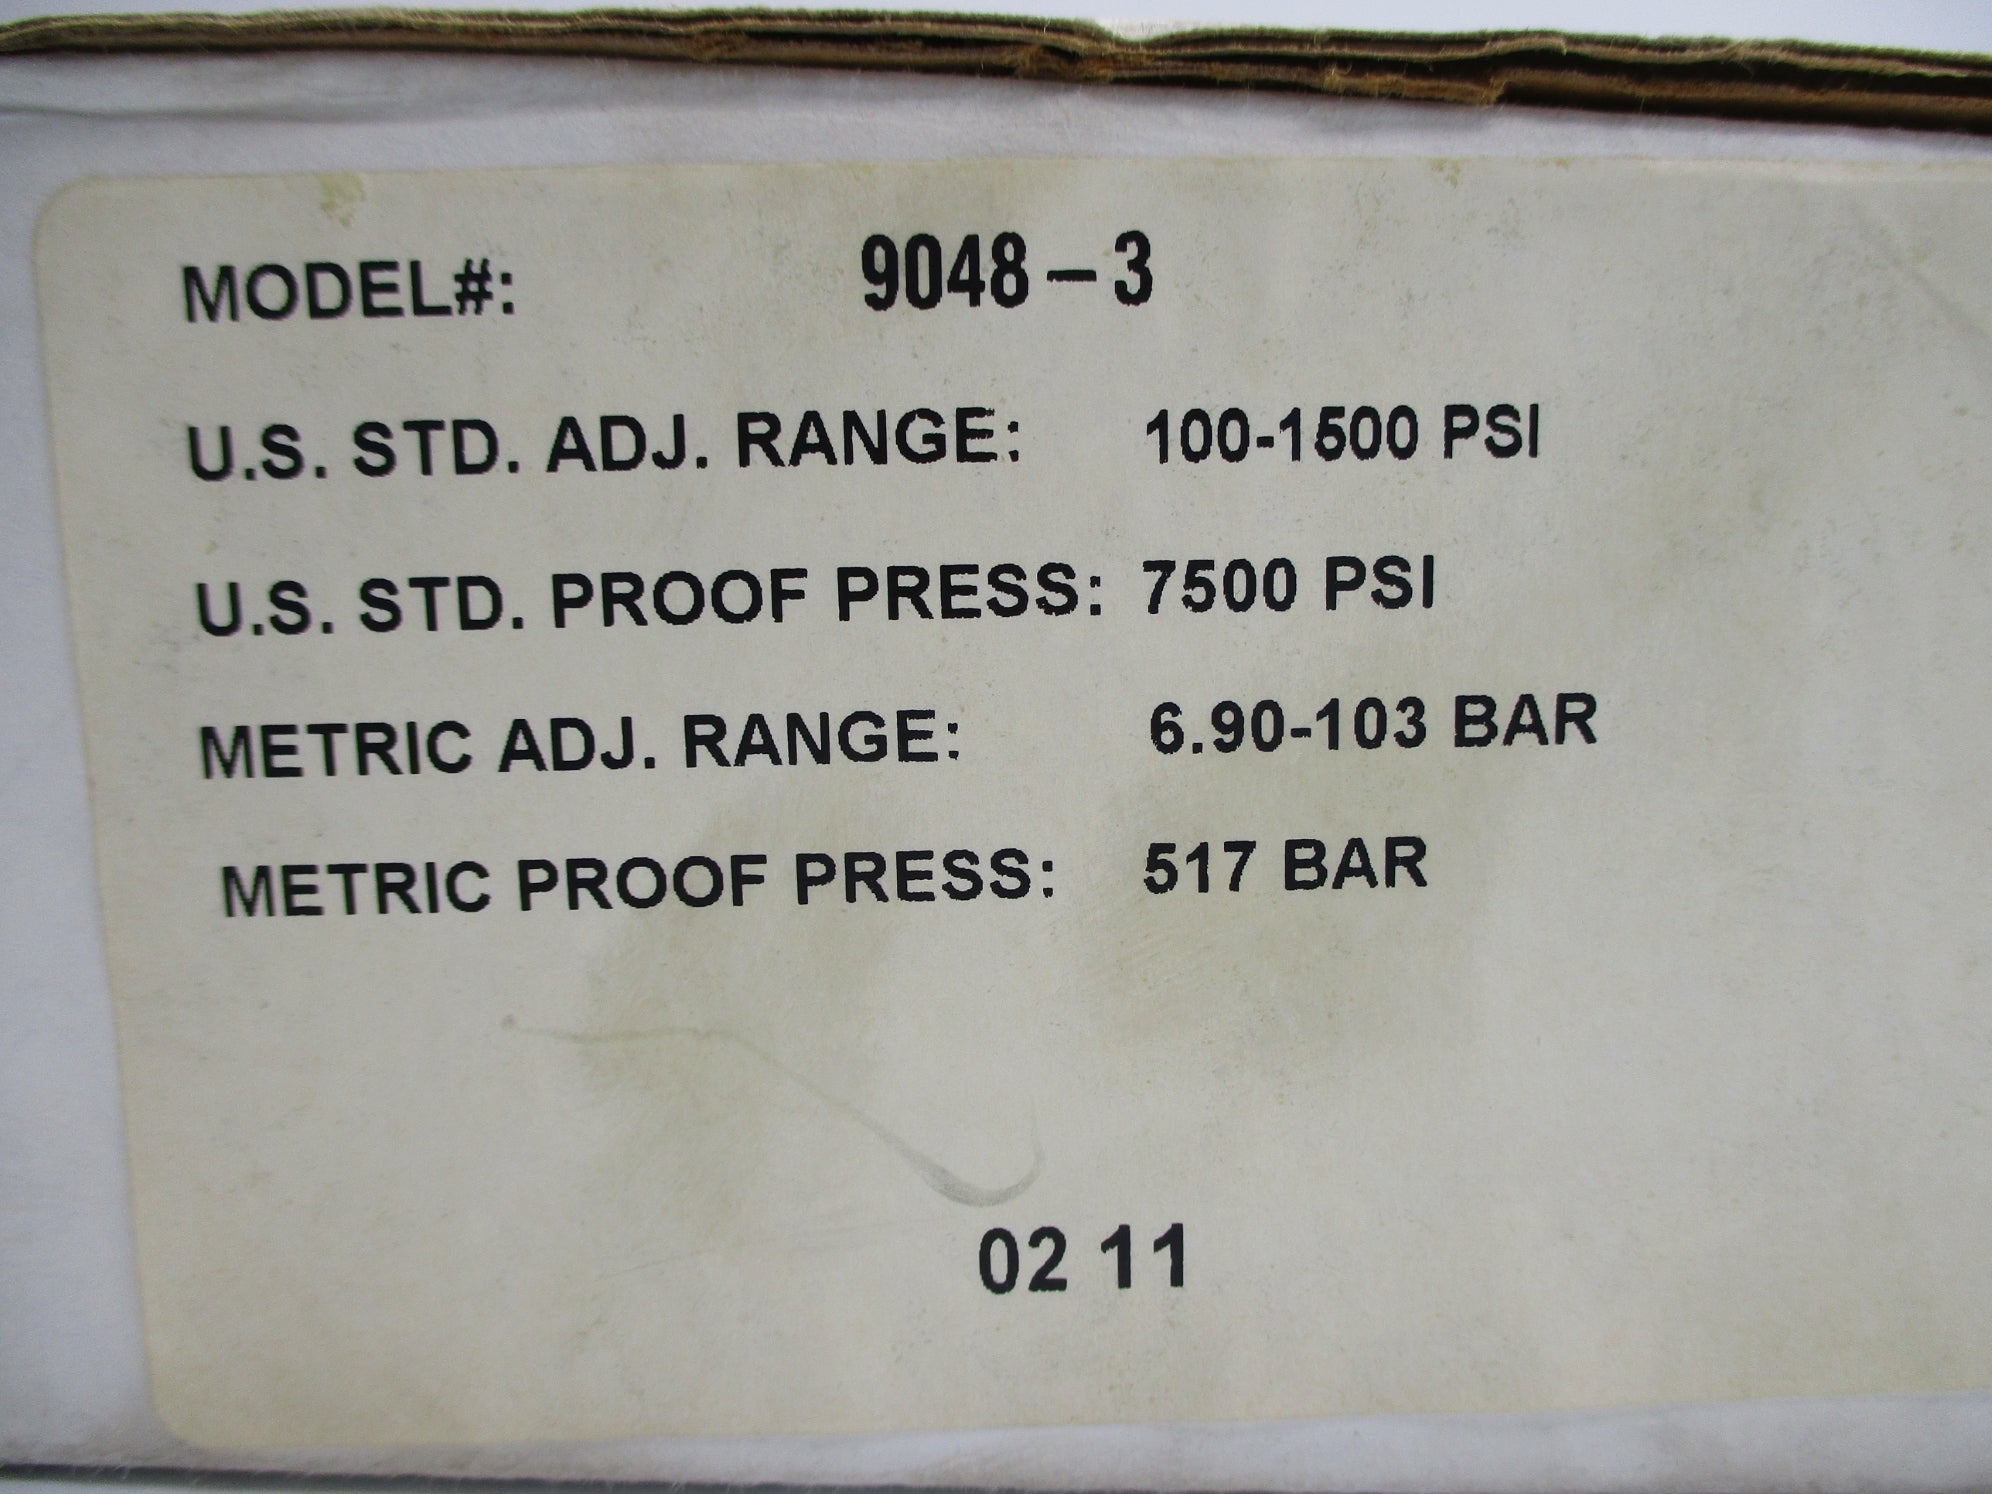 MODEL#: 9048-3
U.S. STD. ADJ. RANGE: 100-1500 PSI
U.S. STD. PROOF PRESS: 7500 PSI
METRIC ADJ. RANGE: 6.90-103 BAR
METRIC PROOF PRESS: 517 BAR
02 11